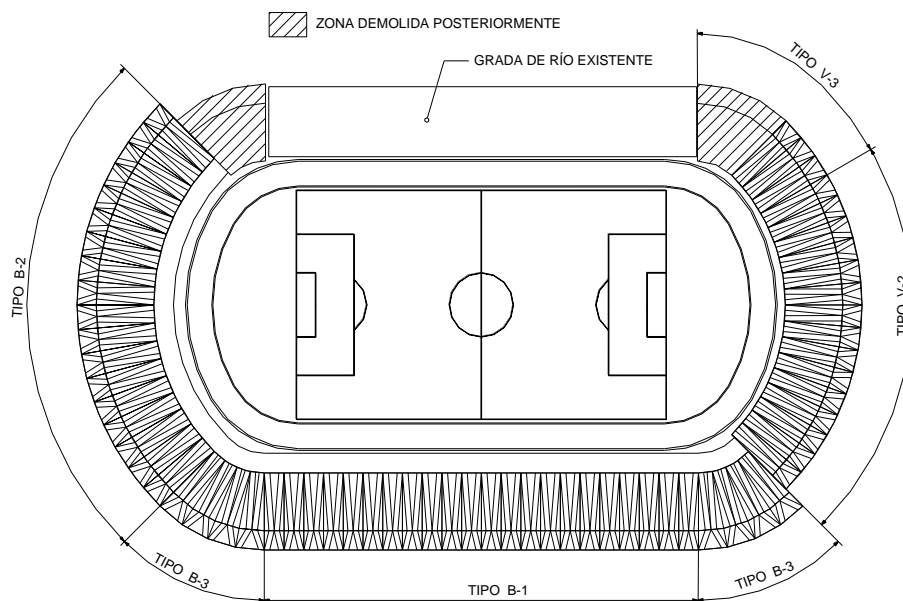 ZONA DEMOLIDA POSTERIORMENTE
GRADA DE RÍO EXISTENTE
TIPO V-3
TIPO B-2
TIPO V-2
TIPO B-3
TIPO B-1
TIPO B-3